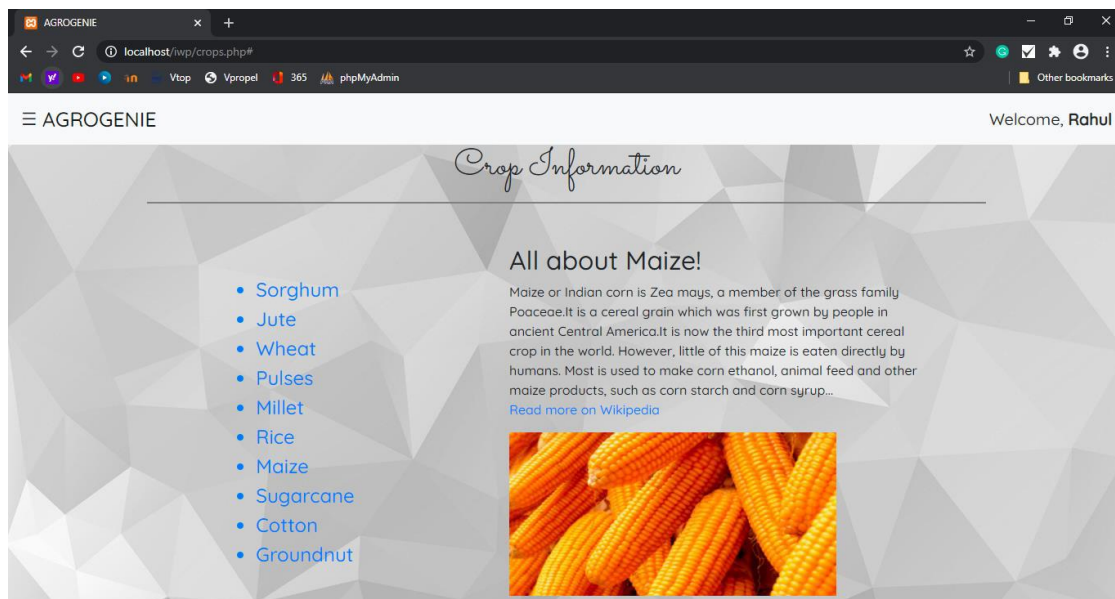 AGROGENIE
localhost/iwp/crops.php#
Vtop Vpropel 365 phpMyAdmin Other bookmarks
☰ AGROGENIE Welcome, Rahul
Crop Information
• Sorghum
• Jute
• Wheat
• Pulses
• Millet
• Rice
• Maize
• Sugarcane
• Cotton
• Groundnut
All about Maize!
Maize or Indian corn is Zea mays, a member of the grass family
Poaceae.It is a cereal grain which was first grown by people in
ancient Central America.It is now the third most important cereal
crop in the world. However, little of this maize is eaten directly by
humans. Most is used to make corn ethanol, animal feed and other
maize products, such as corn starch and corn syrup...
Read more on Wikipedia